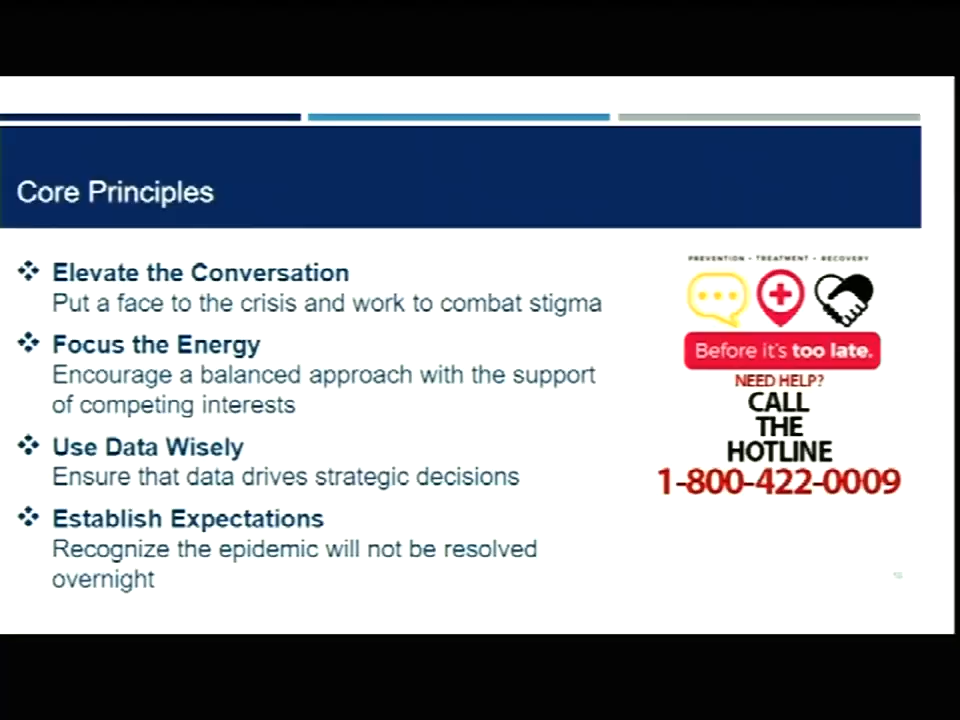 Core Principles
Elevate the Conversation
Put a face to the crisis and work to combat stigma
Focus the Energy
Encourage a balanced approach with the support
of competing interests
Use Data Wisely
Ensure that data drives strategic decisions
Establish Expectations
Recognize the epidemic will not be resolved
overnight
PREVENTION • TREATMENT • RECOVERY
Before it's too late.
NEED HELP?
CALL
THE
HOTLINE
1-800-422-0009